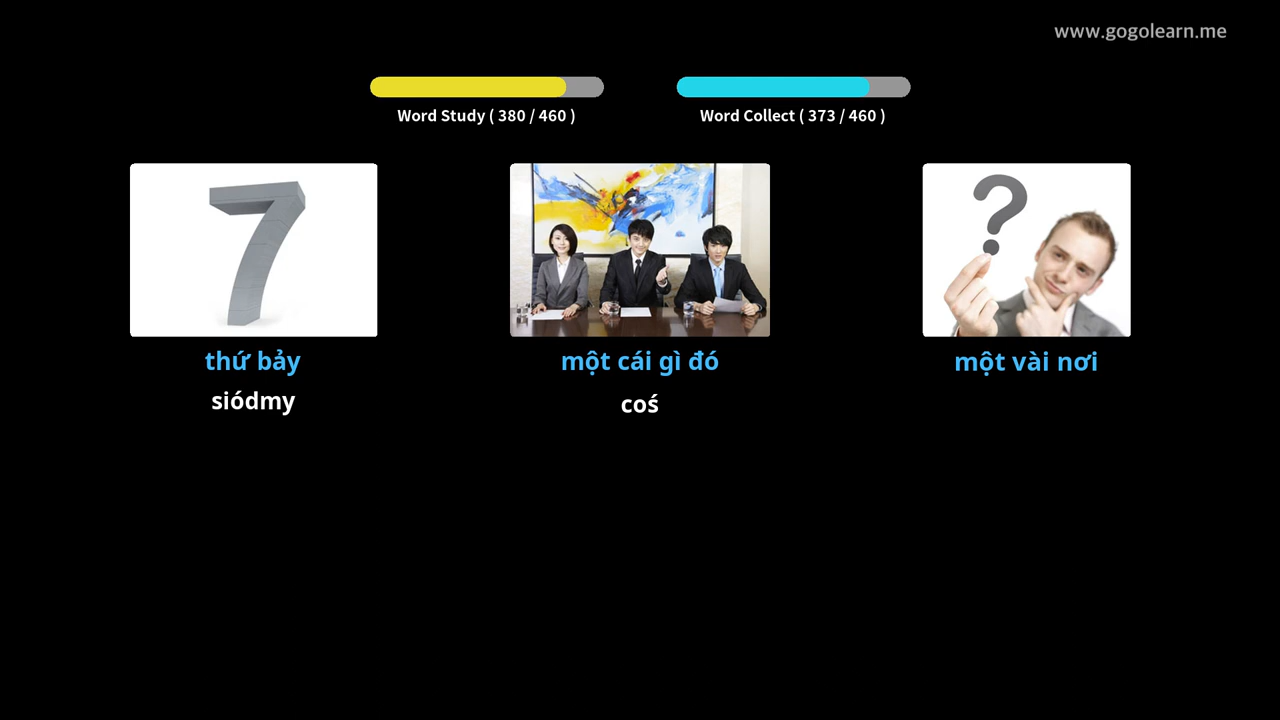 www.gogolearn.me
Word Study ( 380 / 460 )
Word Collect ( 373 / 460 )
thứ bảy
siódmy
một cái gì đó
coś
một vài nơi